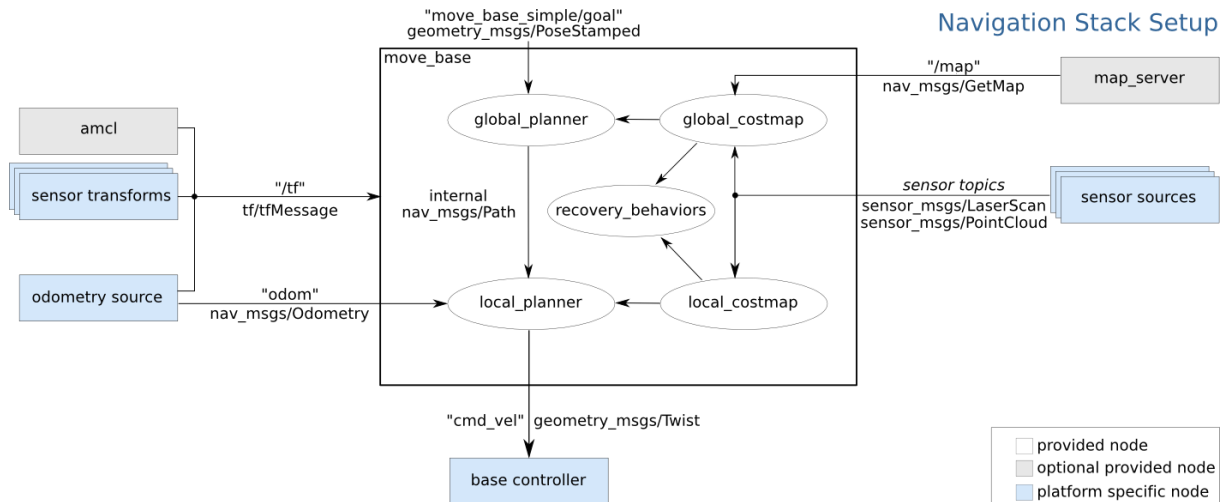 "move_base_simple/goal"
geometry_msgs/PoseStamped
Navigation Stack Setup
move_base
"/map"
nav_msgs/GetMap
map_server
amcl
global_planner
global_costmap
sensor transforms
"/tf"
tf/tfMessage
internal
nav_msgs/Path
recovery_behaviors
sensor topics
sensor_msgs/LaserScan
sensor_msgs/PointCloud
sensor sources
odometry source
"odom"
nav_msgs/Odometry
local_planner
local_costmap
"cmd_vel"
geometry_msgs/Twist
base controller
provided node
optional provided node
platform specific node